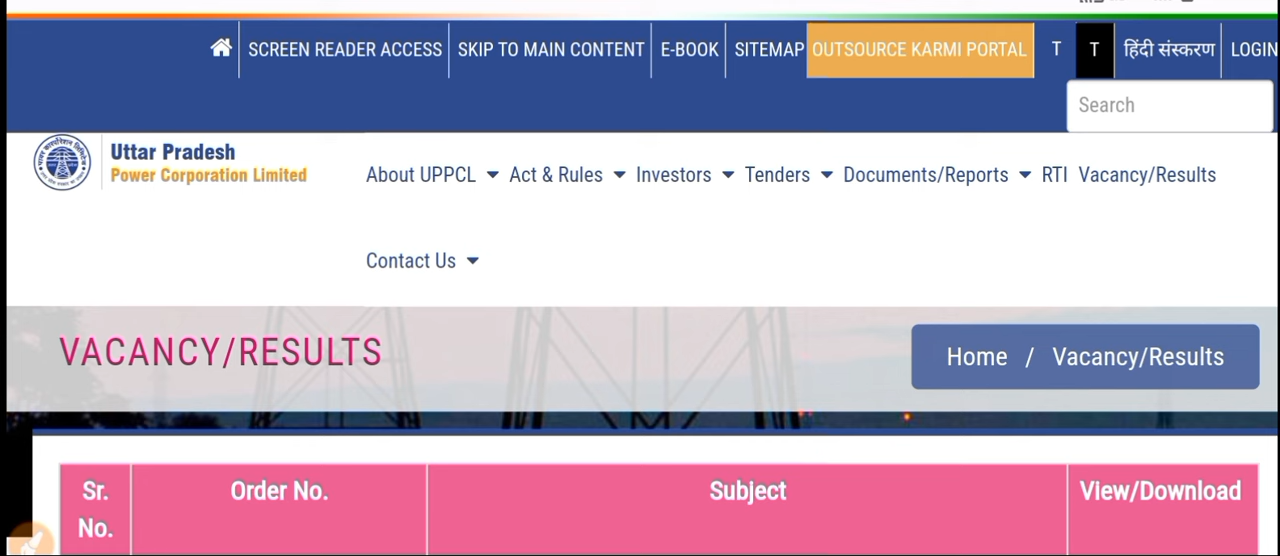 SCREEN READER ACCESS SKIP TO MAIN CONTENT E-BOOK SITEMAP OUTSOURCE KARMI PORTAL T T हिंदी संस्करण LOGIN
Search
Uttar Pradesh
Power Corporation Limited
About UPPCL Act & Rules Investors Tenders Documents/Reports RTI Vacancy/Results
Contact Us
VACANCY/RESULTS
Home / Vacancy/Results
Sr. No. Order No. Subject View/Download